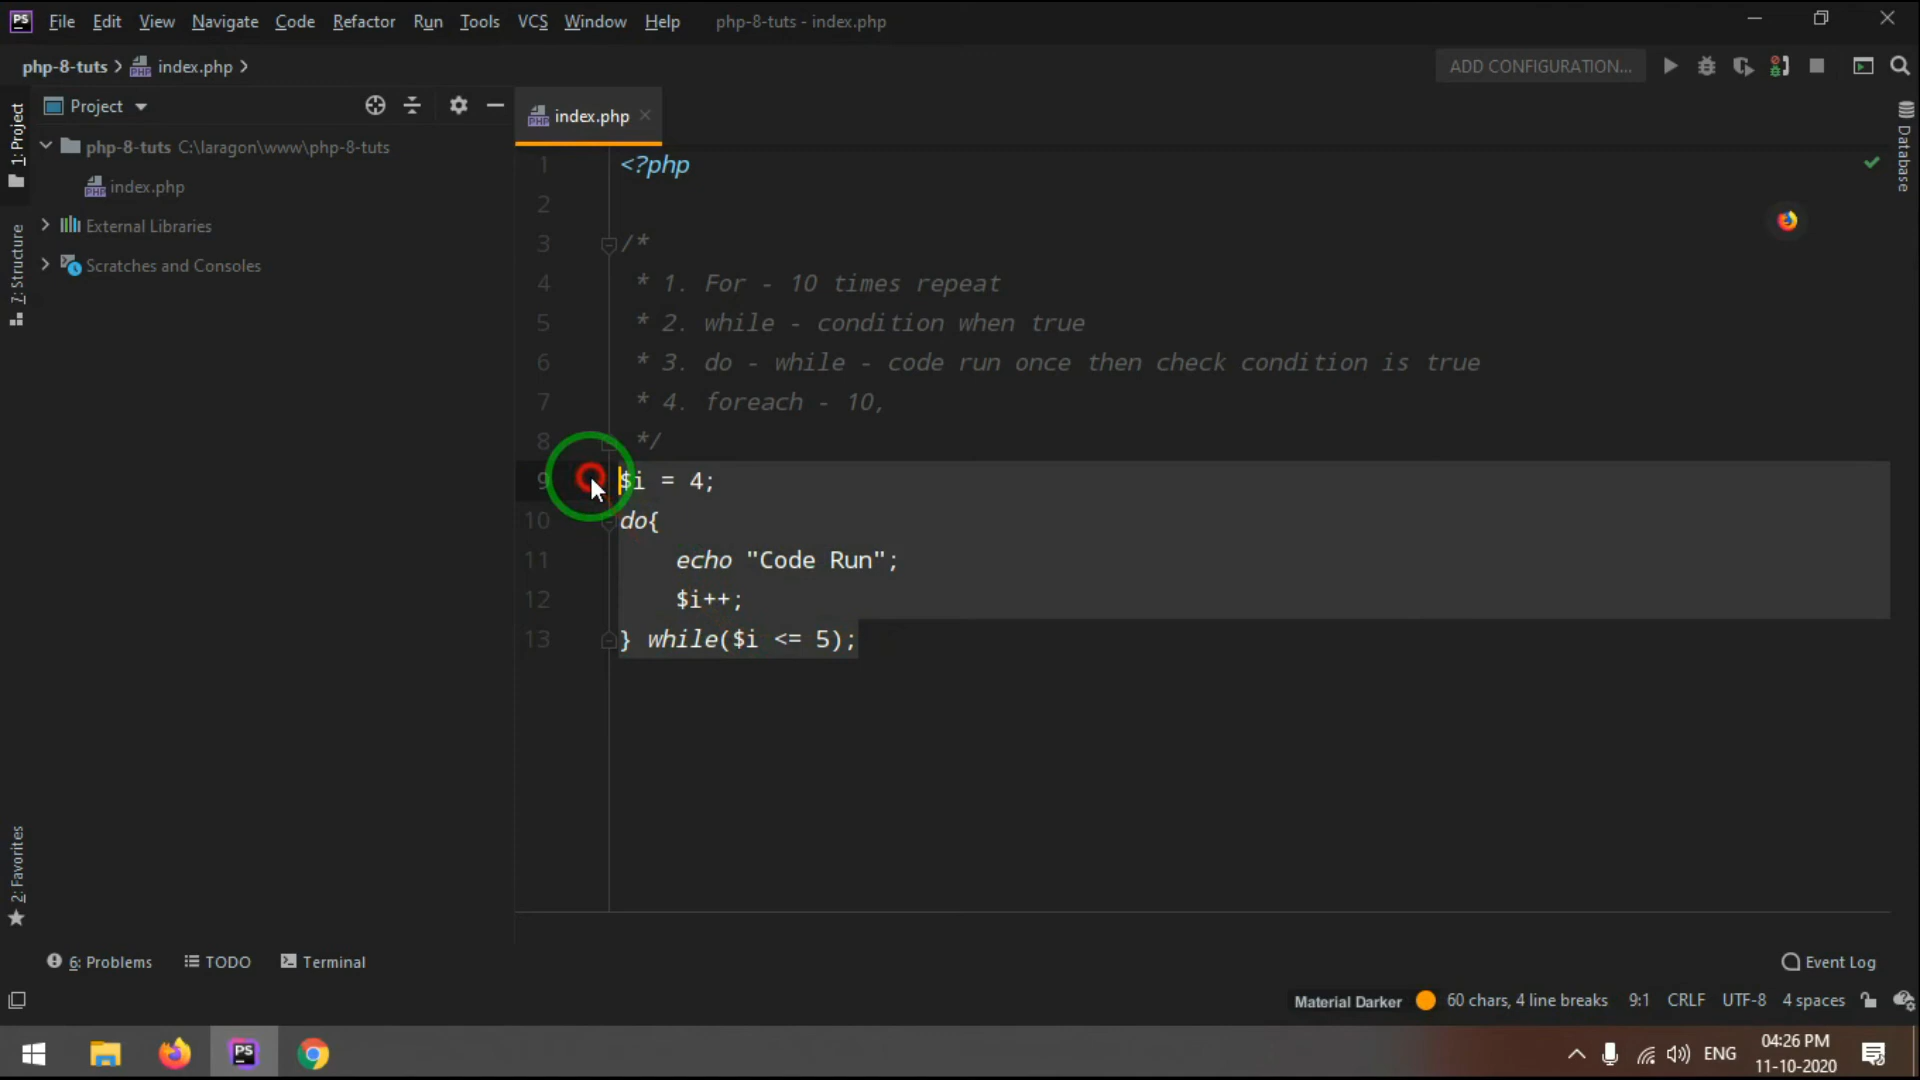 PS File Edit View Navigate Code Refactor Run Tools VCS Window Help php-8-tuts - index.php
php-8-tuts index.php ADD CONFIGURATION...
1: Project
Project
index.php
php-8-tuts C:\laragon\www\php-8-tuts
index.php
External Libraries
Scratches and Consoles
7: Structure
2: Favorites
Database
1 <?php
2
3 /*
4 * 1. For - 10 times repeat
5 * 2. while - condition when true
6 * 3. do - while - code run once then check condition is true
7 * 4. foreach - 10,
8 */
9 $i = 4;
10 do{
11 echo "Code Run";
12 $i++;
13 } while($i <= 5);
6: Problems TODO Terminal Event Log
Material Darker 60 chars, 4 line breaks 9:1 CRLF UTF-8 4 spaces
PS ENG 04:26 PM
11-10-2020